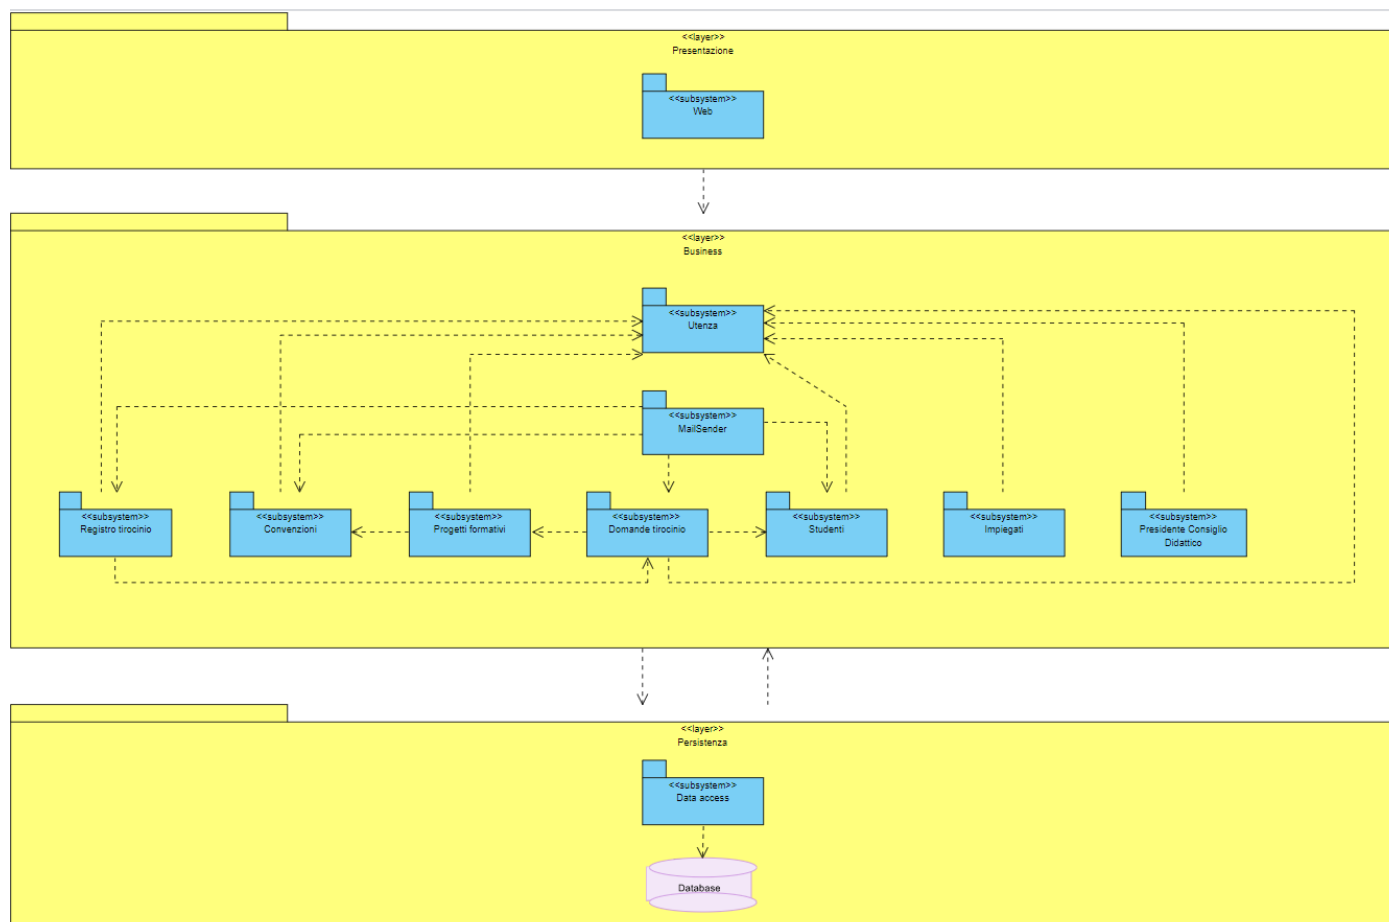 <<layer>>
Presentazione
<<subsystem>>
Web
<<layer>>
Business
<<subsystem>>
Utenza
<<subsystem>>
MailSender
<<subsystem>>
Registro tirocinio
<<subsystem>>
Convenzioni
<<subsystem>>
Progetti formativi
<<subsystem>>
Domande tirocinio
<<subsystem>>
Studenti
<<subsystem>>
Impiegati
<<subsystem>>
Presidente Consiglio
Didattico
<<layer>>
Persistenza
<<subsystem>>
Data access
Database